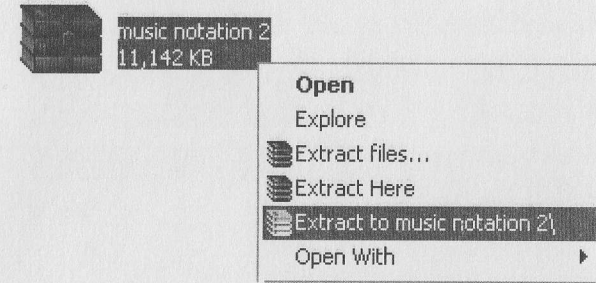 music notation 2
11,142 KB
Open
Explore
Extract files...
Extract Here
Extract to music notation 2\
Open With